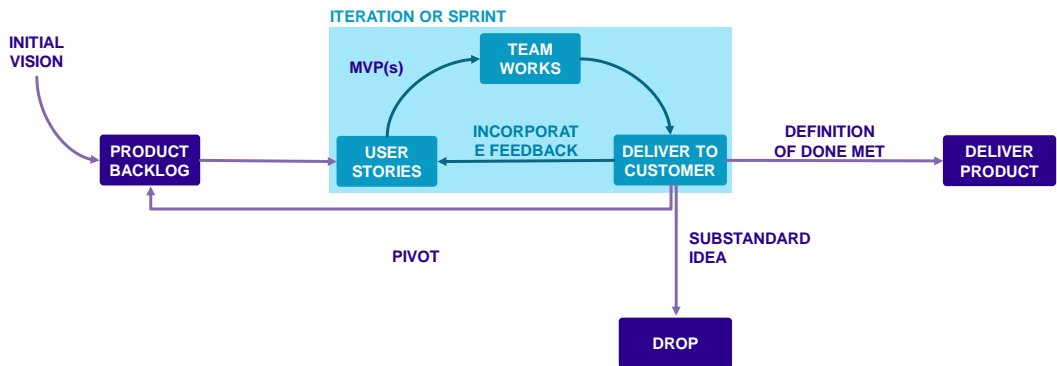 ITERATION OR SPRINT
INITIAL
VISION
TEAM
WORKS
MVP(s)
PRODUCT
BACKLOG
USER
STORIES
INCORPORAT
E FEEDBACK
DELIVER TO
CUSTOMER
DEFINITION
OF DONE MET
DELIVER
PRODUCT
PIVOT
SUBSTANDARD
IDEA
DROP